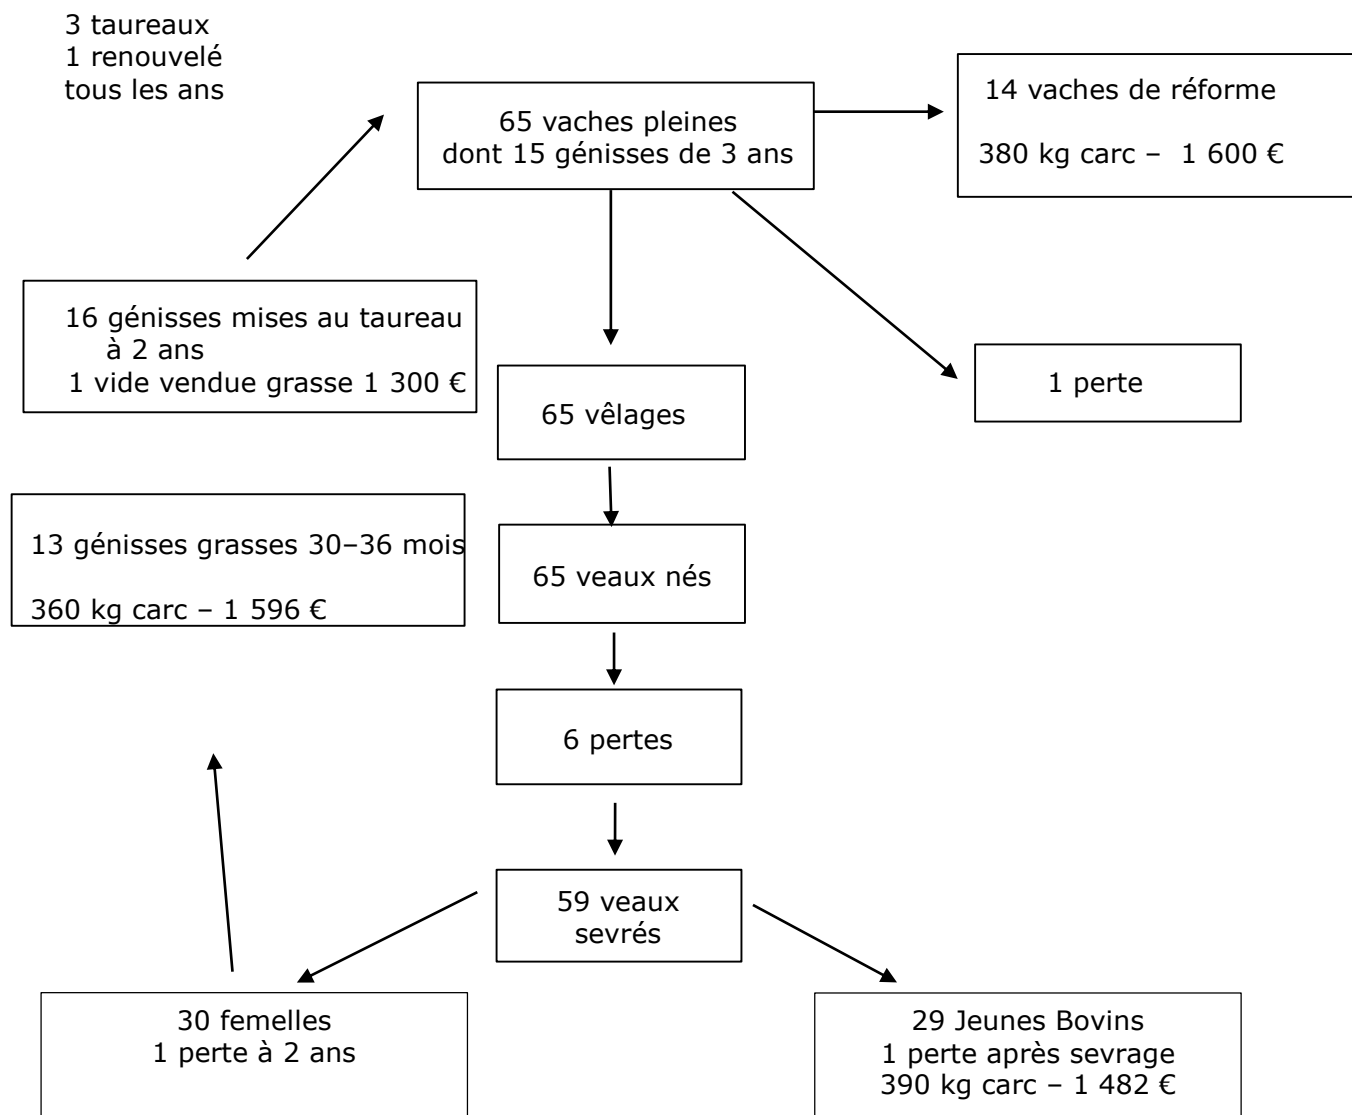 3 taureaux
1 renouvelé
tous les ans
65 vaches pleines
dont 15 génisses de 3 ans
14 vaches de réforme
380 kg carc – 1 600 €
16 génisses mises au taureau
à 2 ans
1 vide vendue grasse 1 300 €
1 perte
65 vêlages
13 génisses grasses 30–36 mois
360 kg carc – 1 596 €
65 veaux nés
6 pertes
59 veaux
sevrés
30 femelles
1 perte à 2 ans
29 Jeunes Bovins
1 perte après sevrage
390 kg carc – 1 482 €